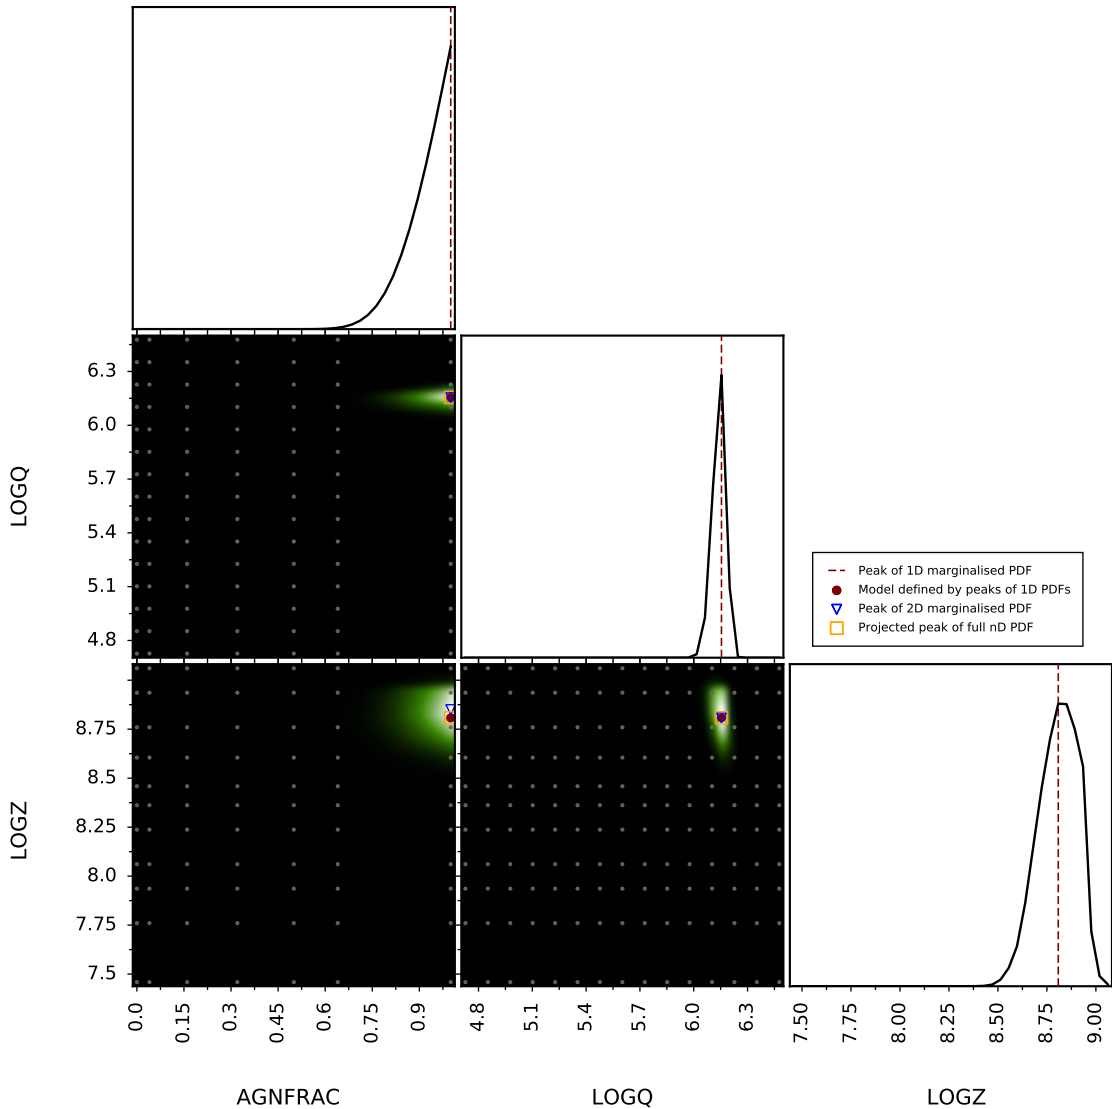 6.3
6.0
5.7
5.4
5.1
4.8
LOGQ
Peak of 1D marginalised PDF
Model defined by peaks of 1D PDFs
Peak of 2D marginalised PDF
Projected peak of full nD PDF
8.75
8.5
8.25
8.0
7.75
7.5
LOGZ
0.0 0.15 0.3 0.45 0.6 0.75 0.9
4.8 5.1 5.4 5.7 6.0 6.3
7.50 7.75 8.00 8.25 8.50 8.75 9.00
AGNFRAC
LOGQ
LOGZ